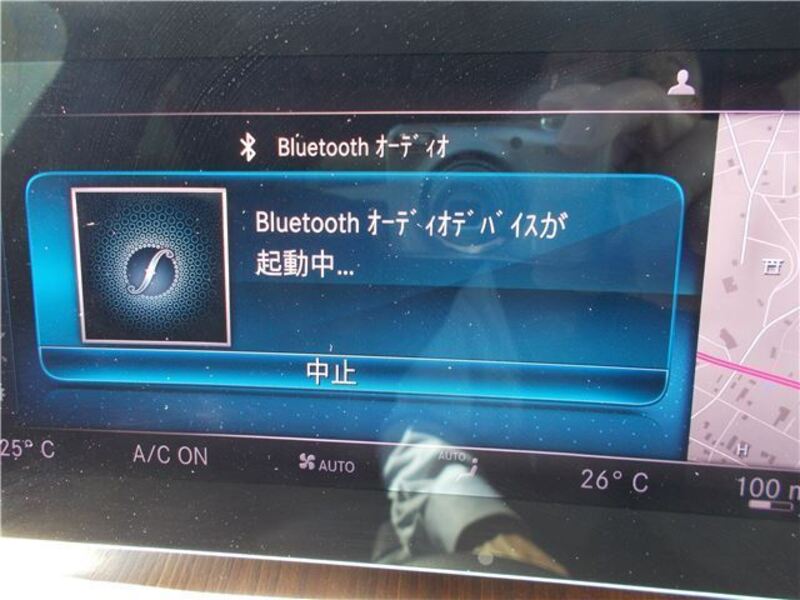 Bluetooth ｵｰﾃﾞｨｵ
Bluetooth ｵｰﾃﾞｨｵﾃﾞﾊﾞｲｽが
起動中...
中止
25° C
A/C ON
AUTO
AUTO
26° C
H
100 m